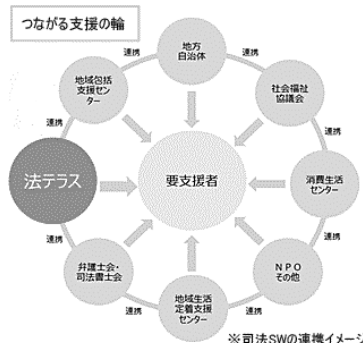 つながる支援の輪
連携
地方
自治体
連携
社会福祉
協議会
連携
消費生活
センター
連携
NPO
その他
連携
地域生活
定着支援
センター
連携
弁護士会・
司法書士会
連携
法テラス
連携
地域包括
支援セン
ター
要支援者
※司法SWの連携イメージ